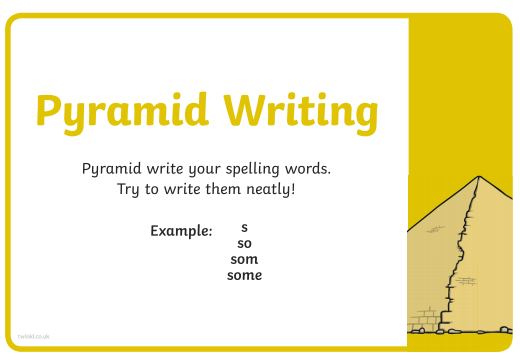 Pyramid Writing
Pyramid write your spelling words.
Try to write them neatly!
Example: s
so
som
some
twinkl.co.uk